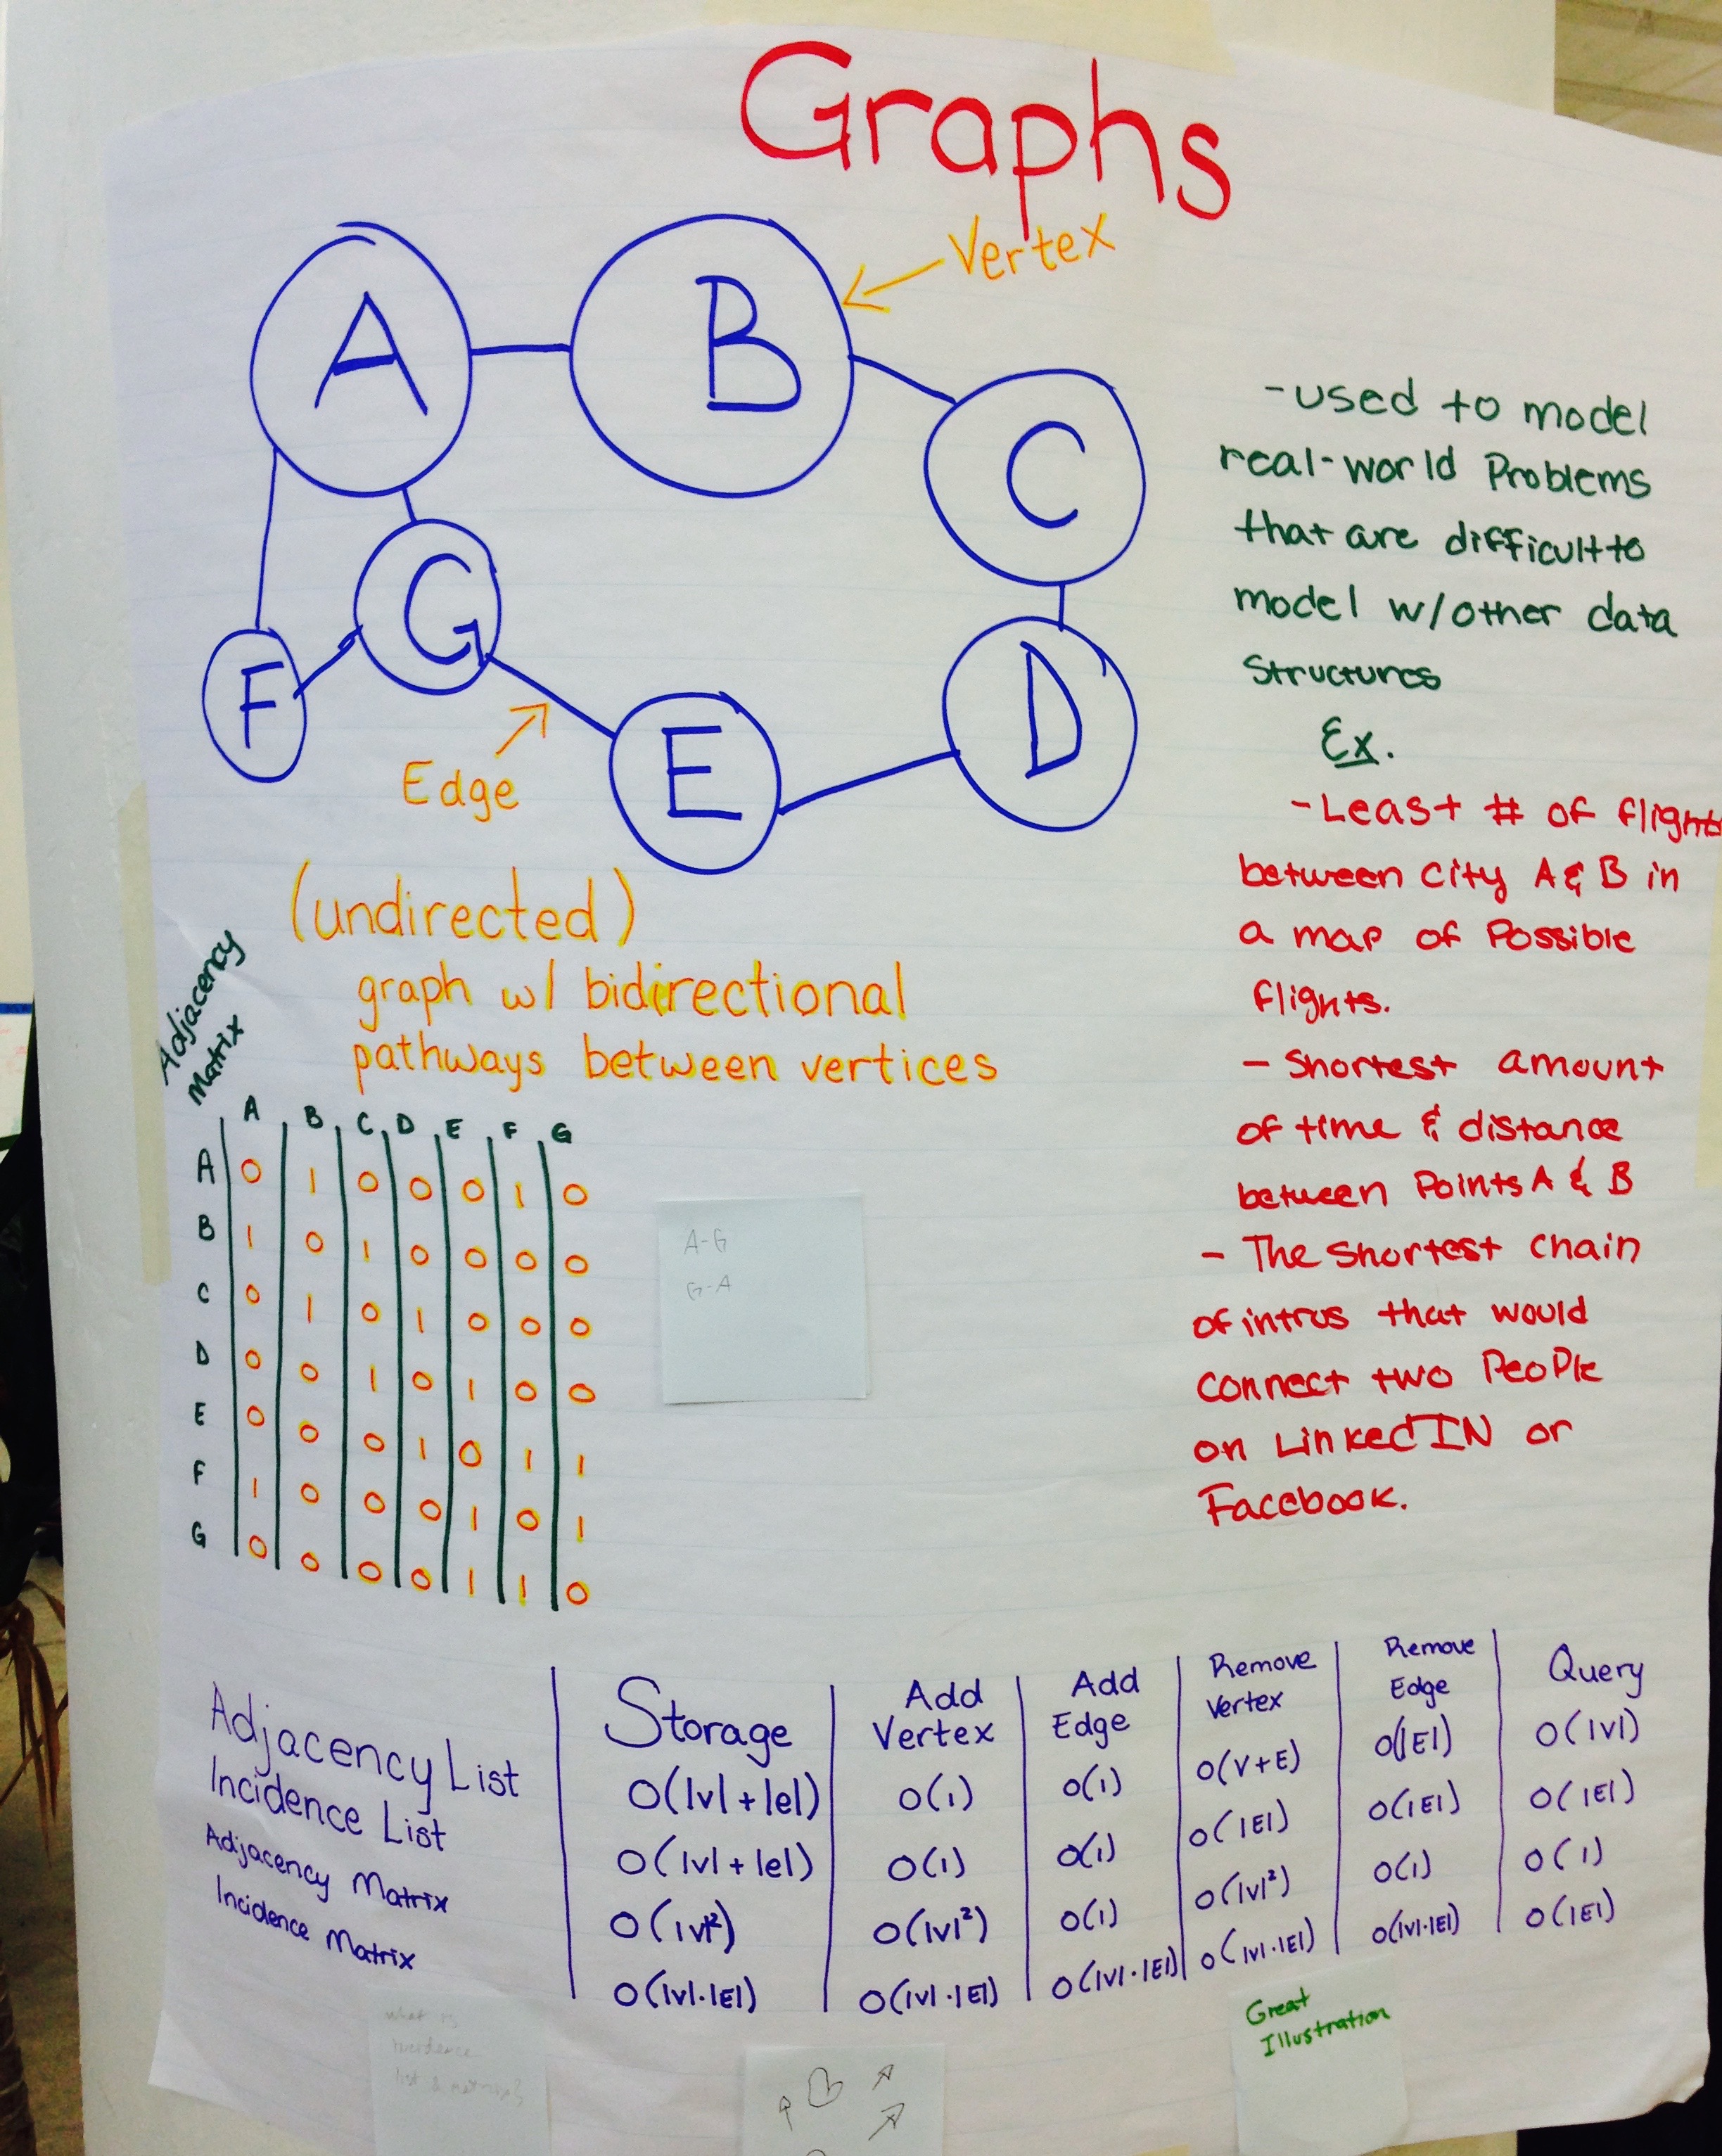 Graphs
A
B
Vertex
C
G
F
D
E
Edge
(undirected)
graph w/ bidirectional
pathways between vertices
-used to model
real-world Problems
that are difficult to
model w/other data
Structures
Ex.
-Least # of flights
between City A & B in
a map of Possible
flights.
- Shortest amount
of time & distance
between Points A & B
- The Shortest chain
of intros that would
connect two People
on LinkedIN or
Facebook.
Adjacency
Matrix
A B C D E F G
A 0 1 0 0 0 1 0
B 1 0 1 0 0 0 0
C 0 1 0 1 0 0 0
D 0 0 1 0 1 0 0
E 0 0 0 1 0 1 1
F 1 0 0 0 1 0 1
G 0 0 0 0 1 1 0
A-G
G-A
Storage Add Vertex Add Edge Remove Vertex Remove Edge Query
Adjacency List O(|v|+|e|) O(1) O(1) O(V+E) O(|E|) O(|v|)
Incidence List O(|v|+|e|) O(1) O(1) O(|E|) O(|E|) O(|E|)
Adjacency Matrix O(|v|²) O(|v|²) O(1) O(|v|²) O(1) O(1)
Incidence Matrix O(|v|·|E|) O(|v|·|E|) O(|v|·|E|) O(|v|·|E|) O(|v|·|E|) O(|E|)
what is
incidence
list & matrix?
Great
Illustration